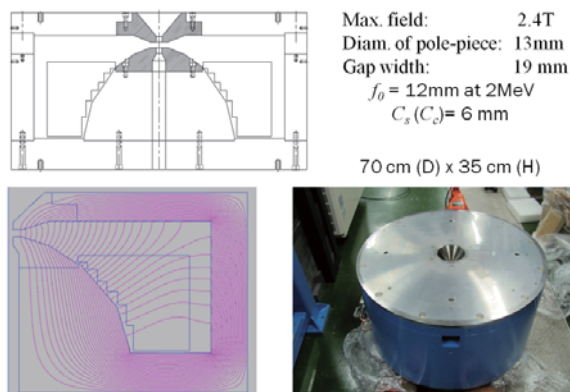 Max. field: 2.4T
Diam. of pole-piece: 13mm
Gap width: 19 mm
f0 = 12mm at 2MeV
Cs (Cc)= 6 mm
70 cm (D) x 35 cm (H)